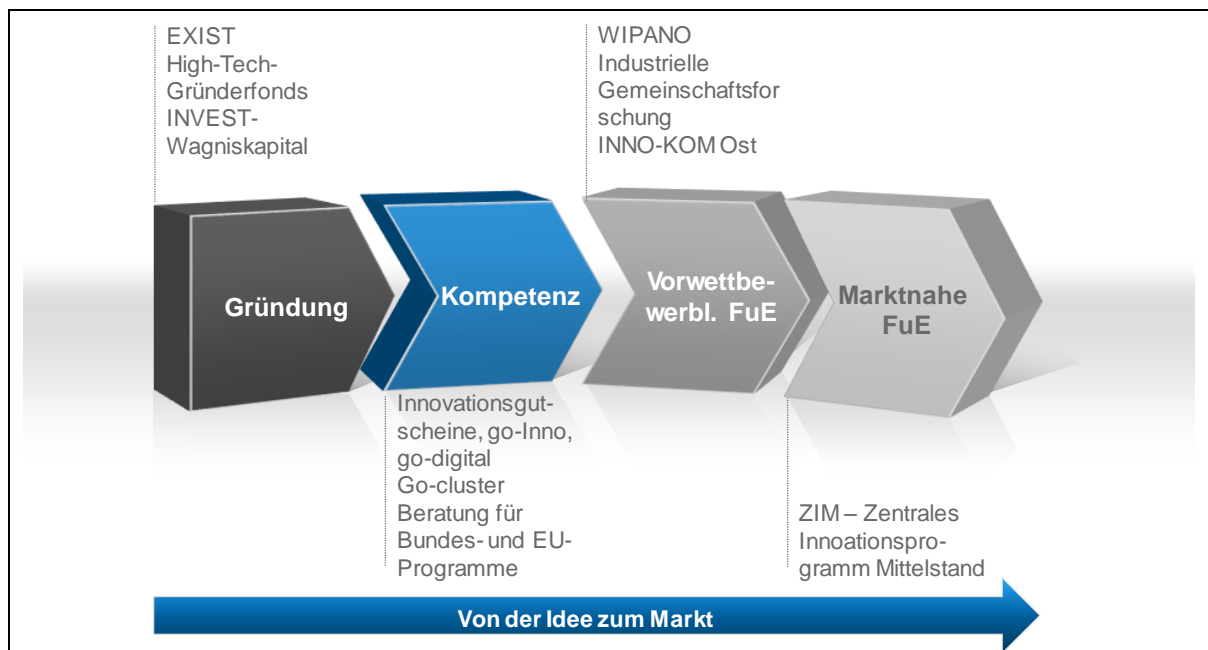 EXIST
High-Tech-
Gründerfonds
INVEST-
Wagniskapital
WIPANO
Industrielle
Gemeinschaftsfor
schung
INNO-KOM Ost
Gründung
Kompetenz
Vorwettbe-
werbl. FuE
Marktnahe
FuE
Innovationsgut-
scheine, go-Inno,
go-digital
Go-cluster
Beratung für
Bundes- und EU-
Programme
ZIM – Zentrales
Innoationspro-
gramm Mittelstand
Von der Idee zum Markt